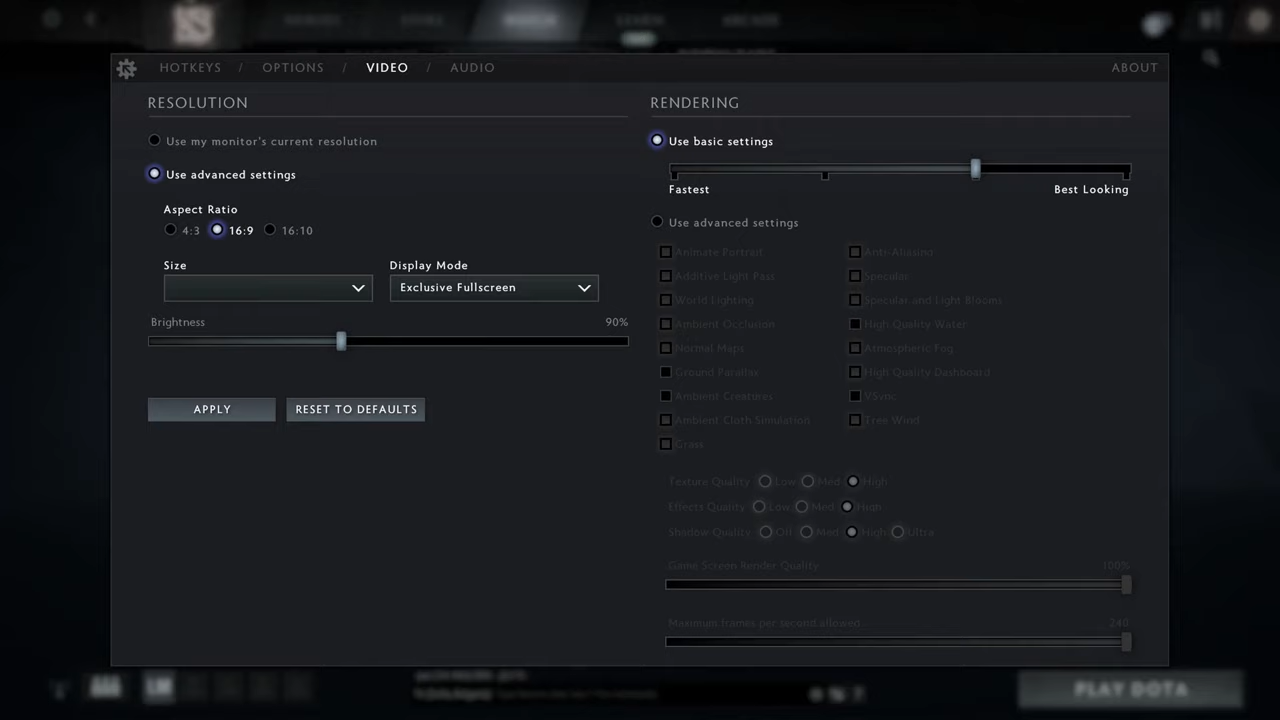 LEARN
ARCADE
HOTKEYS / OPTIONS / VIDEO / AUDIO
ABOUT
RESOLUTION
Use my monitor's current resolution
Use advanced settings
Aspect Ratio
4:3 16:9 16:10
Size
Display Mode
Exclusive Fullscreen
Brightness 90%
APPLY
RESET TO DEFAULTS
RENDERING
Use basic settings
Fastest Best Looking
Use advanced settings
Animate Portrait
Additive Light Pass
World Lighting
Ambient Occlusion
Normal Maps
Ground Parallax
Ambient Creatures
Ambient Cloth Simulation
Grass
Anti-Aliasing
Specular
Specular and Light Blooms
High Quality Water
Atmospheric Fog
High Quality Dashboard
VSync
Tree Wind
Texture Quality Low Med High
Effects Quality Low Med High
Shadow Quality Off Med High Ultra
Game Screen Render Quality 100%
Maximum frames per second allowed 240
PLAY DOTA